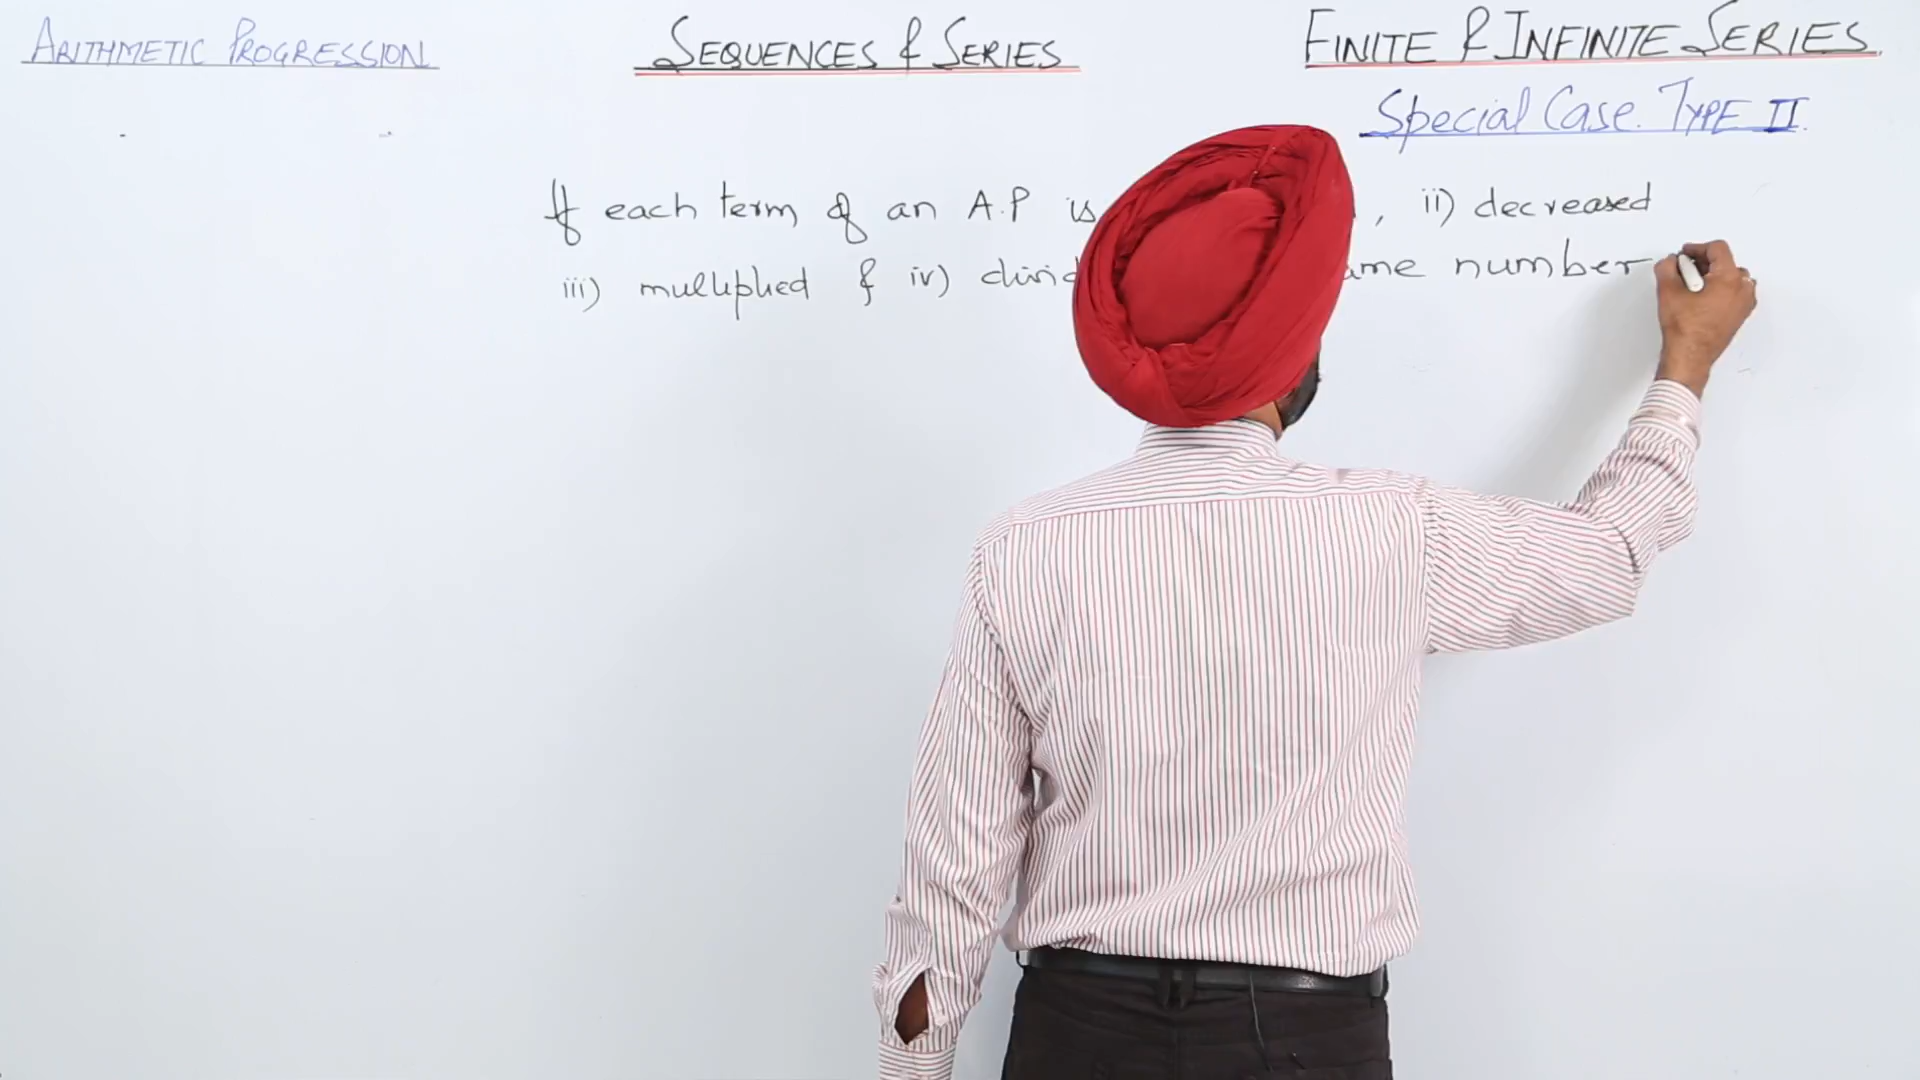 ARITHMETIC PROGRESSION
SEQUENCES & SERIES
FINITE & INFINITE SERIES
Special Case. TYPE II.
If each term of an A.P is , ii) decreased
iii) multiplied & iv) number